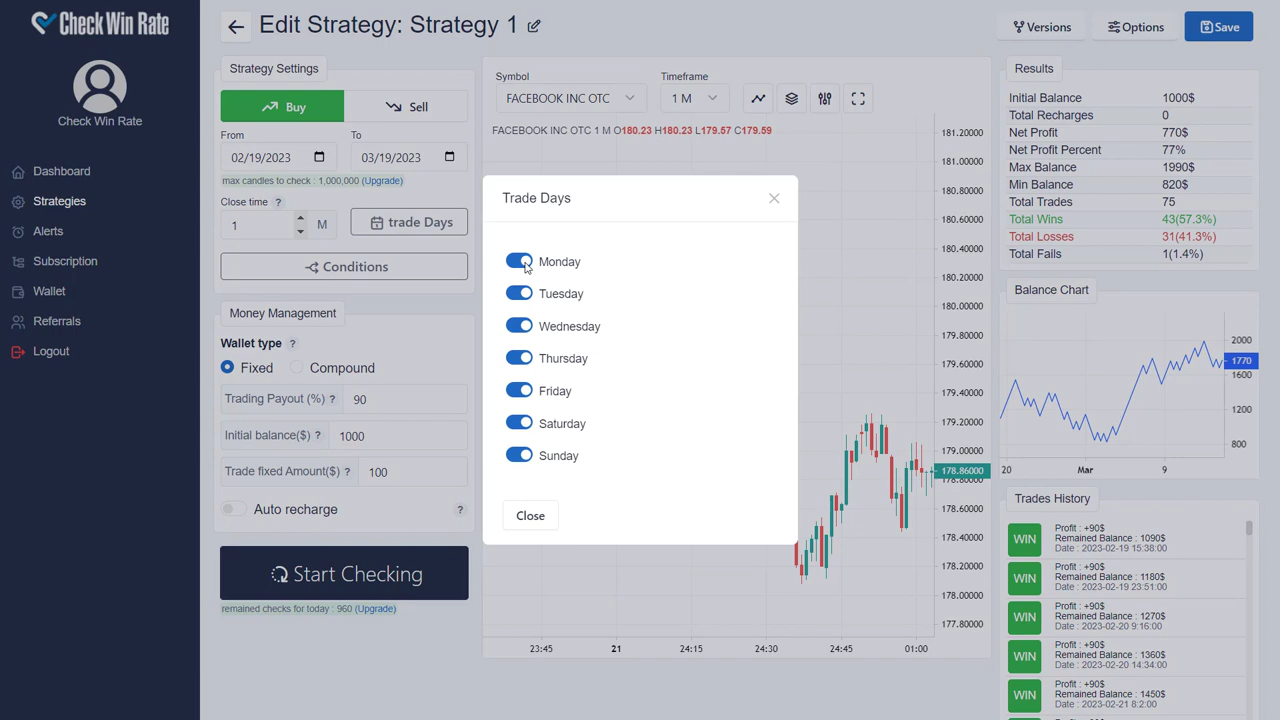 Check Win Rate
Check Win Rate
Dashboard
Strategies
Alerts
Subscription
Wallet
Referrals
Logout
Edit Strategy: Strategy 1
Versions
Options
Save
Strategy Settings
Buy
Sell
From
To
02/19/2023
03/19/2023
max candles to check : 1,000,000 (Upgrade)
Close time ?
1
M
trade Days
Conditions
Money Management
Wallet type ?
Fixed
Compound
Trading Payout (%) ?
90
Initial balance($) ?
1000
Trade fixed Amount($) ?
100
Auto recharge
?
Start Checking
remained checks for today : 960 (Upgrade)
Symbol
Timeframe
FACEBOOK INC OTC
1 M
FACEBOOK INC OTC 1 M O180.23 H180.23 L179.57 C179.59
Trade Days
Monday
Tuesday
Wednesday
Thursday
Friday
Saturday
Sunday
Close
181.20000
181.00000
180.80000
180.60000
180.40000
180.20000
180.00000
179.80000
179.60000
179.40000
179.20000
179.00000
178.86000
178.80000
178.60000
178.40000
178.20000
178.00000
177.80000
23:45
21
24:15
24:30
24:45
01:00
Results
Initial Balance 1000$
Total Recharges 0
Net Profit 770$
Net Profit Percent 77%
Max Balance 1990$
Min Balance 820$
Total Trades 75
Total Wins 43(57.3%)
Total Losses 31(41.3%)
Total Fails 1(1.4%)
Balance Chart
2000
1770
1600
1200
800
20
Mar
9
Trades History
WIN
Profit : +90$
Remained Balance : 1090$
Date : 2023-02-19 15:38:00
WIN
Profit : +90$
Remained Balance : 1180$
Date : 2023-02-19 23:51:00
WIN
Profit : +90$
Remained Balance : 1270$
Date : 2023-02-20 9:16:00
WIN
Profit : +90$
Remained Balance : 1360$
Date : 2023-02-20 14:34:00
WIN
Profit : +90$
Remained Balance : 1450$
Date : 2023-02-21 8:2:00